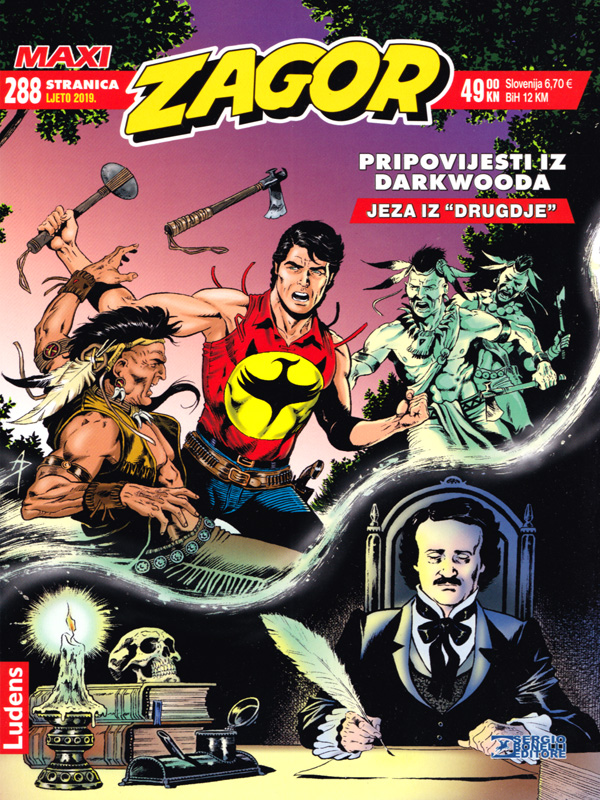 MAXI
288 STRANICA
LJETO 2019.
ZAGOR
49 00 KN
Slovenija 6,70 €
BiH 12 KM
PRIPOVIJESTI IZ
DARKWOODA
JEZA IZ “DRUGDJE”
Ludens
SERGIO
BONELLI
EDITORE